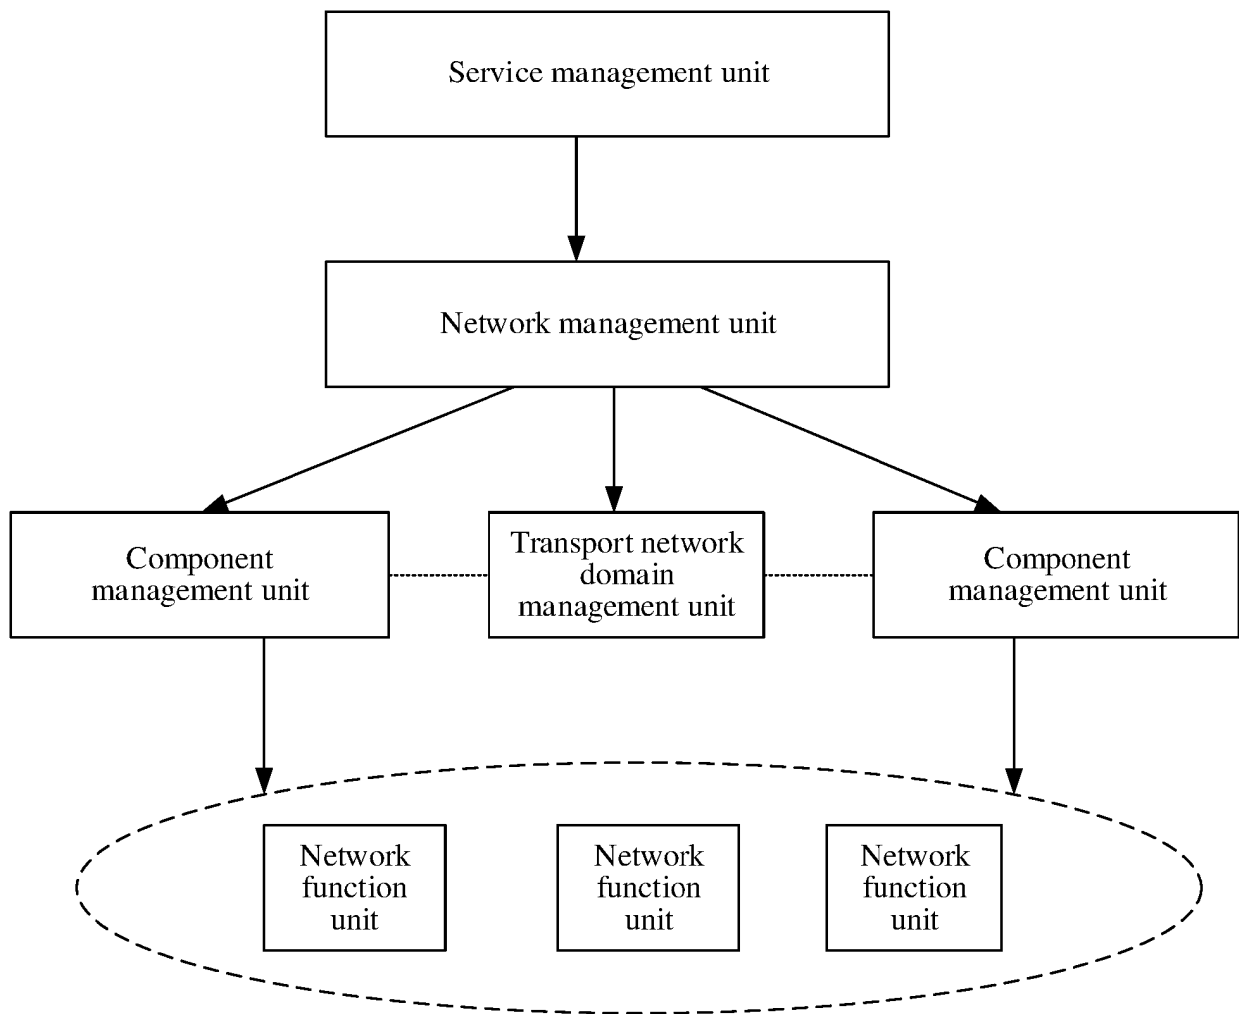 Service management unit
Network management unit
Component
management unit
Transport network
domain
management unit
Component
management unit
Network
function
unit
Network
function
unit
Network
function
unit